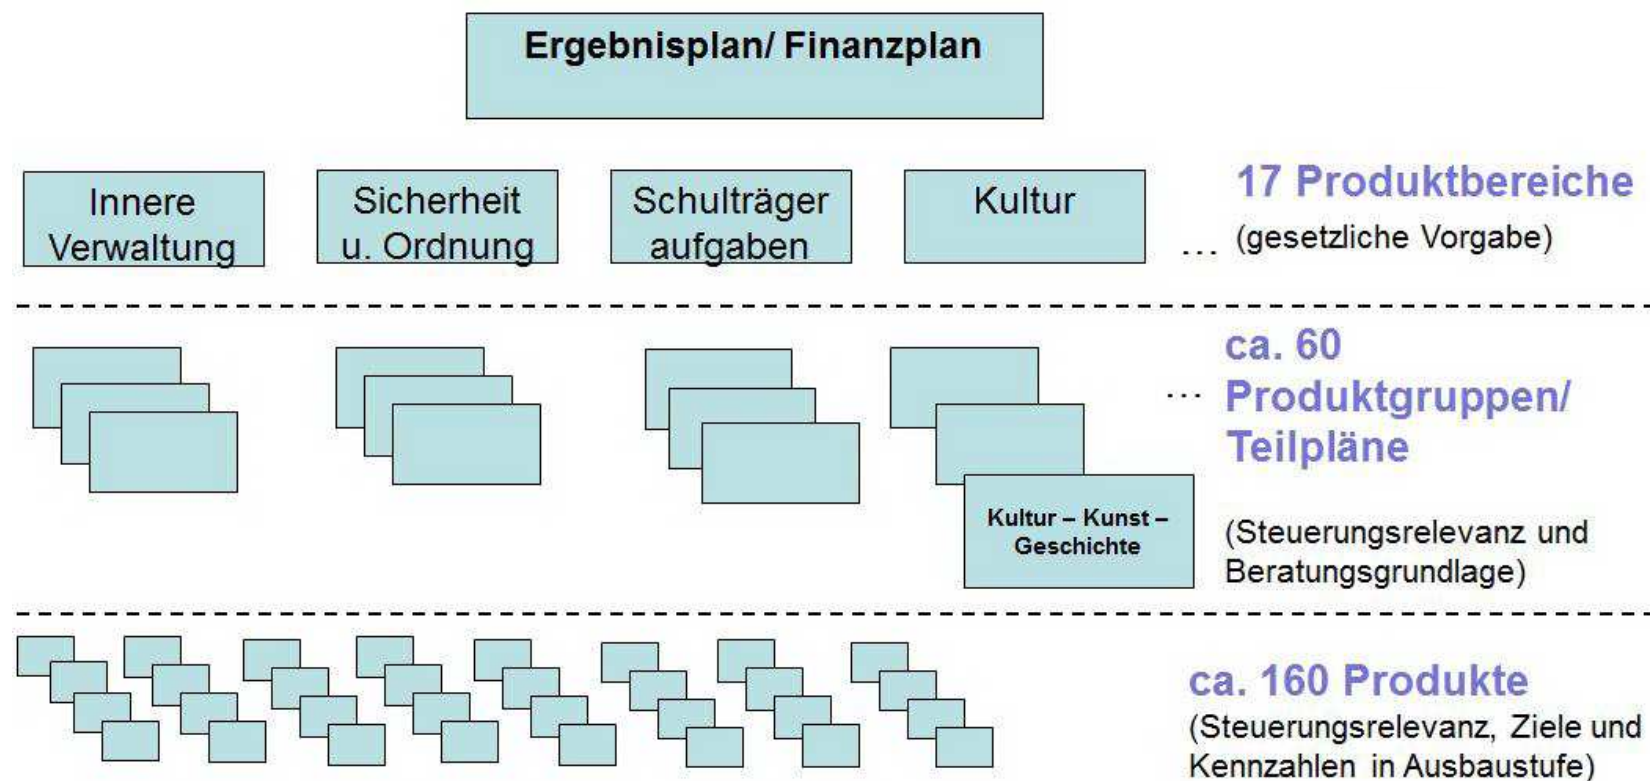 Ergebnisplan/ Finanzplan
Innere
Verwaltung
Sicherheit
u. Ordnung
Schulträger
aufgaben
Kultur
...
17 Produktbereiche
(gesetzliche Vorgabe)
...
ca. 60
Produktgruppen/
Teilpläne
Kultur – Kunst –
Geschichte
(Steuerungsrelevanz und
Beratungsgrundlage)
ca. 160 Produkte
(Steuerungsrelevanz, Ziele und
Kennzahlen in Ausbaustufe)